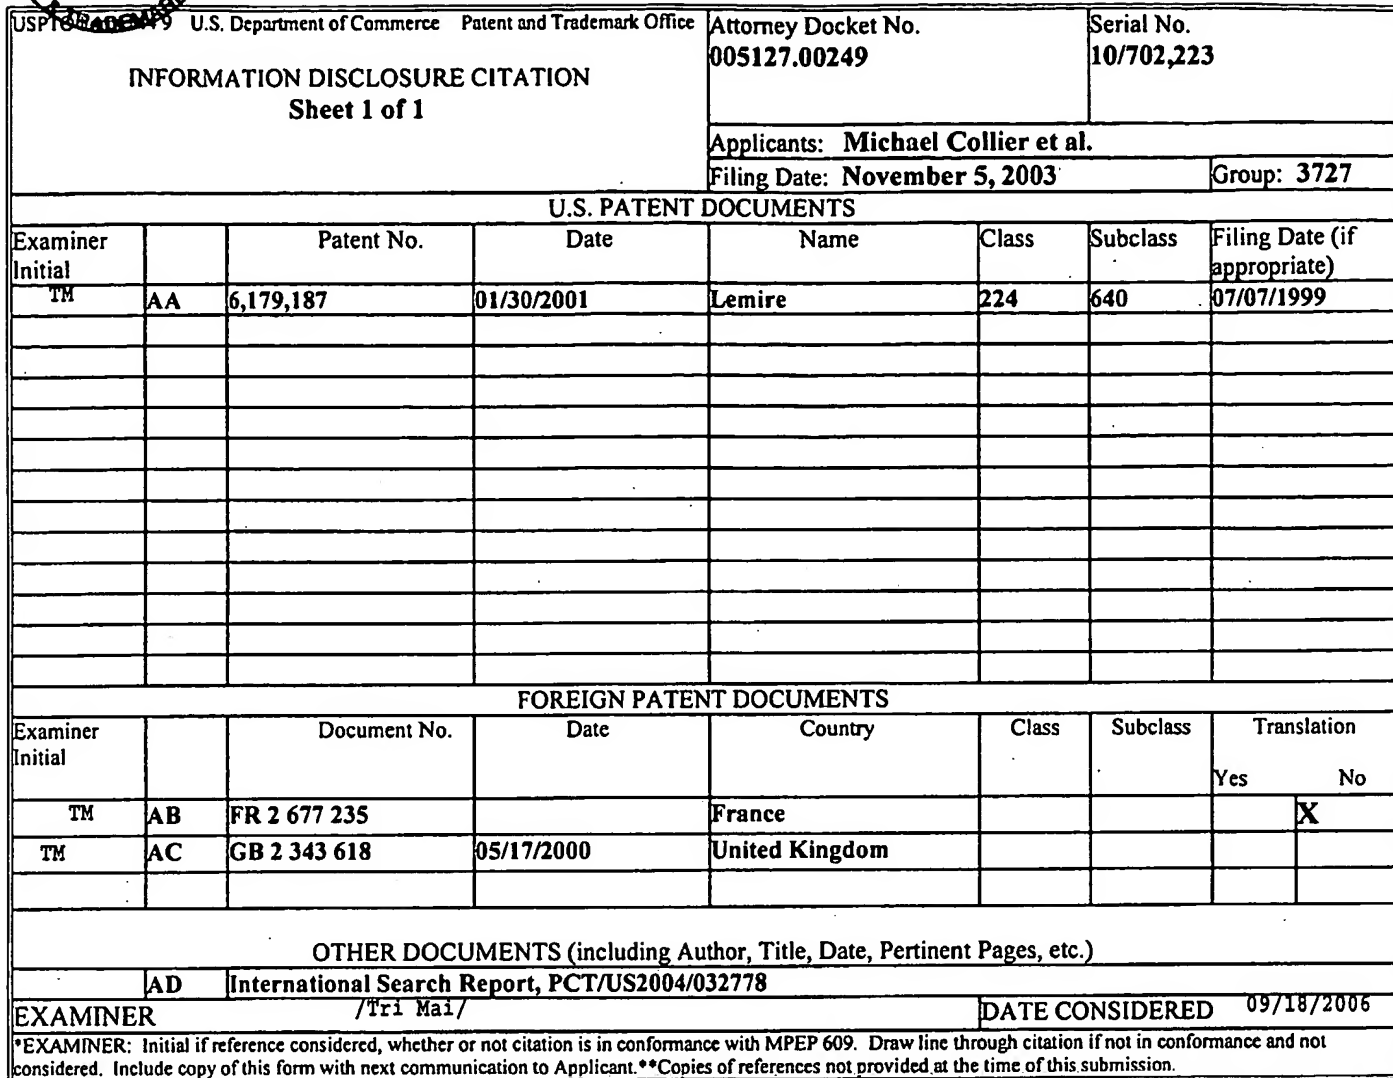 U.S. Department of Commerce Patent and Trademark Office
INFORMATION DISCLOSURE CITATION
Sheet 1 of 1
Attorney Docket No.
005127.00249
Serial No.
10/702,223
Applicants: Michael Collier et al.
Filing Date: November 5, 2003
Group: 3727
U.S. PATENT DOCUMENTS
Examiner Initial Patent No. Date Name Class Subclass Filing Date (if appropriate)
TM AA 6,179,187 01/30/2001 Lemire 224 640 07/07/1999
FOREIGN PATENT DOCUMENTS
Examiner Initial Document No. Date Country Class Subclass Translation
Yes No
TM AB FR 2 677 235 France X
TM AC GB 2 343 618 05/17/2000 United Kingdom
OTHER DOCUMENTS (including Author, Title, Date, Pertinent Pages, etc.)
AD International Search Report, PCT/US2004/032778
EXAMINER /Tri Mai/ DATE CONSIDERED 09/18/2006
*EXAMINER: Initial if reference considered, whether or not citation is in conformance with MPEP 609. Draw line through citation if not in conformance and not
considered. Include copy of this form with next communication to Applicant.**Copies of references not provided at the time of this submission.